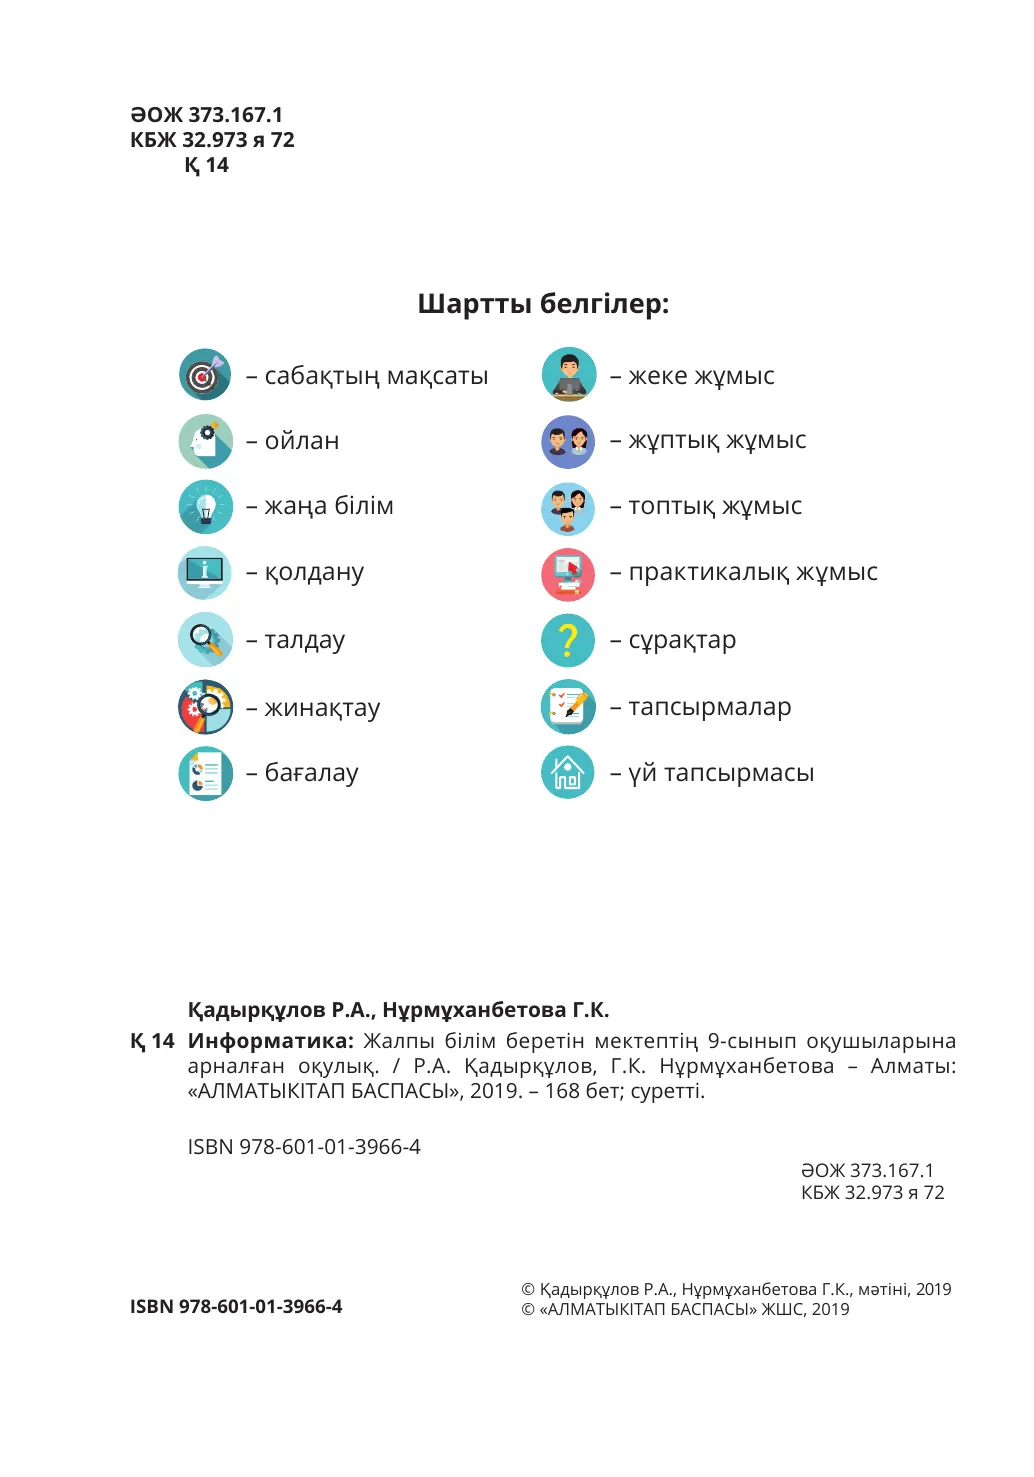 ӘОЖ 373.167.1
КБЖ 32.973 я 72
Қ 14
Шартты белгілер:
– сабақтың мақсаты
– ойлан
– жаңа білім
– қолдану
– талдау
– жинақтау
– бағалау
– жеке жұмыс
– жұптық жұмыс
– топтық жұмыс
– практикалық жұмыс
– сұрақтар
– тапсырмалар
– үй тапсырмасы
Қадырқұлов Р.А., Нұрмұханбетова Г.К.
Қ 14 Информатика: Жалпы білім беретін мектептің 9-сынып оқушыларына
арналған оқулық. / Р.А. Қадырқұлов, Г.К. Нұрмұханбетова – Алматы:
«АЛМАТЫКІТАП БАСПАСЫ», 2019. – 168 бет; суретті.
ISBN 978-601-01-3966-4
ӘОЖ 373.167.1
КБЖ 32.973 я 72
ISBN 978-601-01-3966-4
© Қадырқұлов Р.А., Нұрмұханбетова Г.К., мәтіні, 2019
© «АЛМАТЫКІТАП БАСПАСЫ» ЖШС, 2019